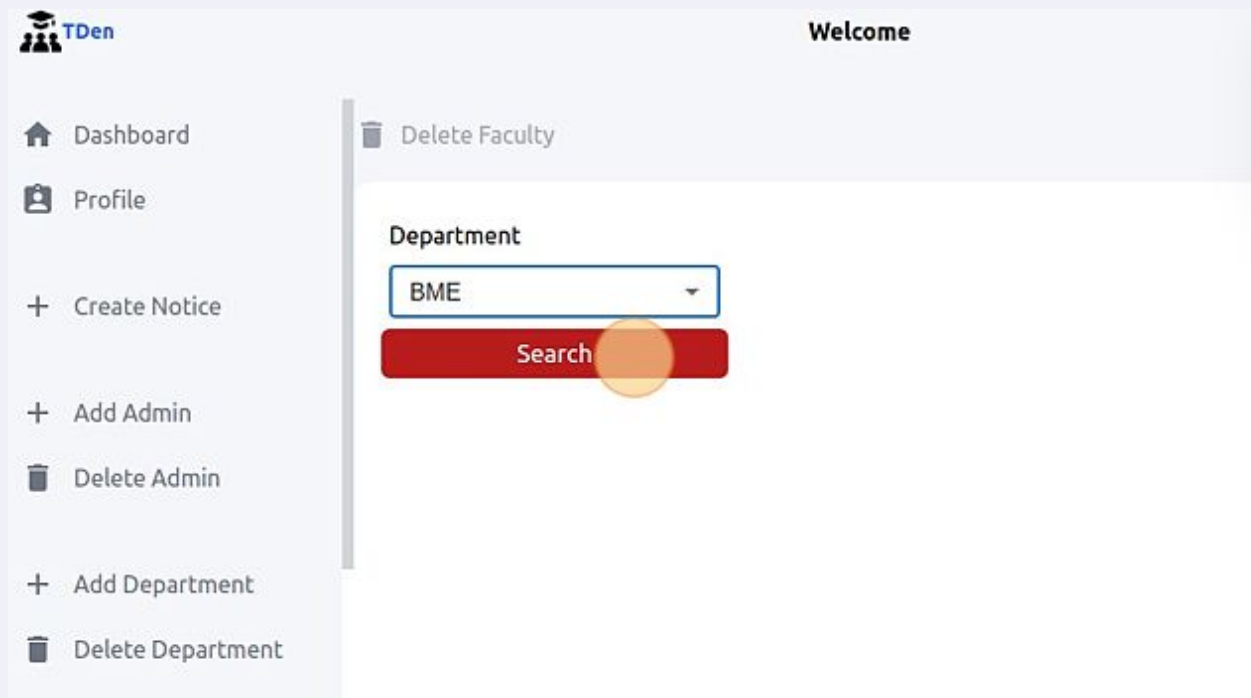 TDen
Welcome
Dashboard
Profile
Create Notice
Add Admin
Delete Admin
Add Department
Delete Department
Delete Faculty
Department
BME
Search